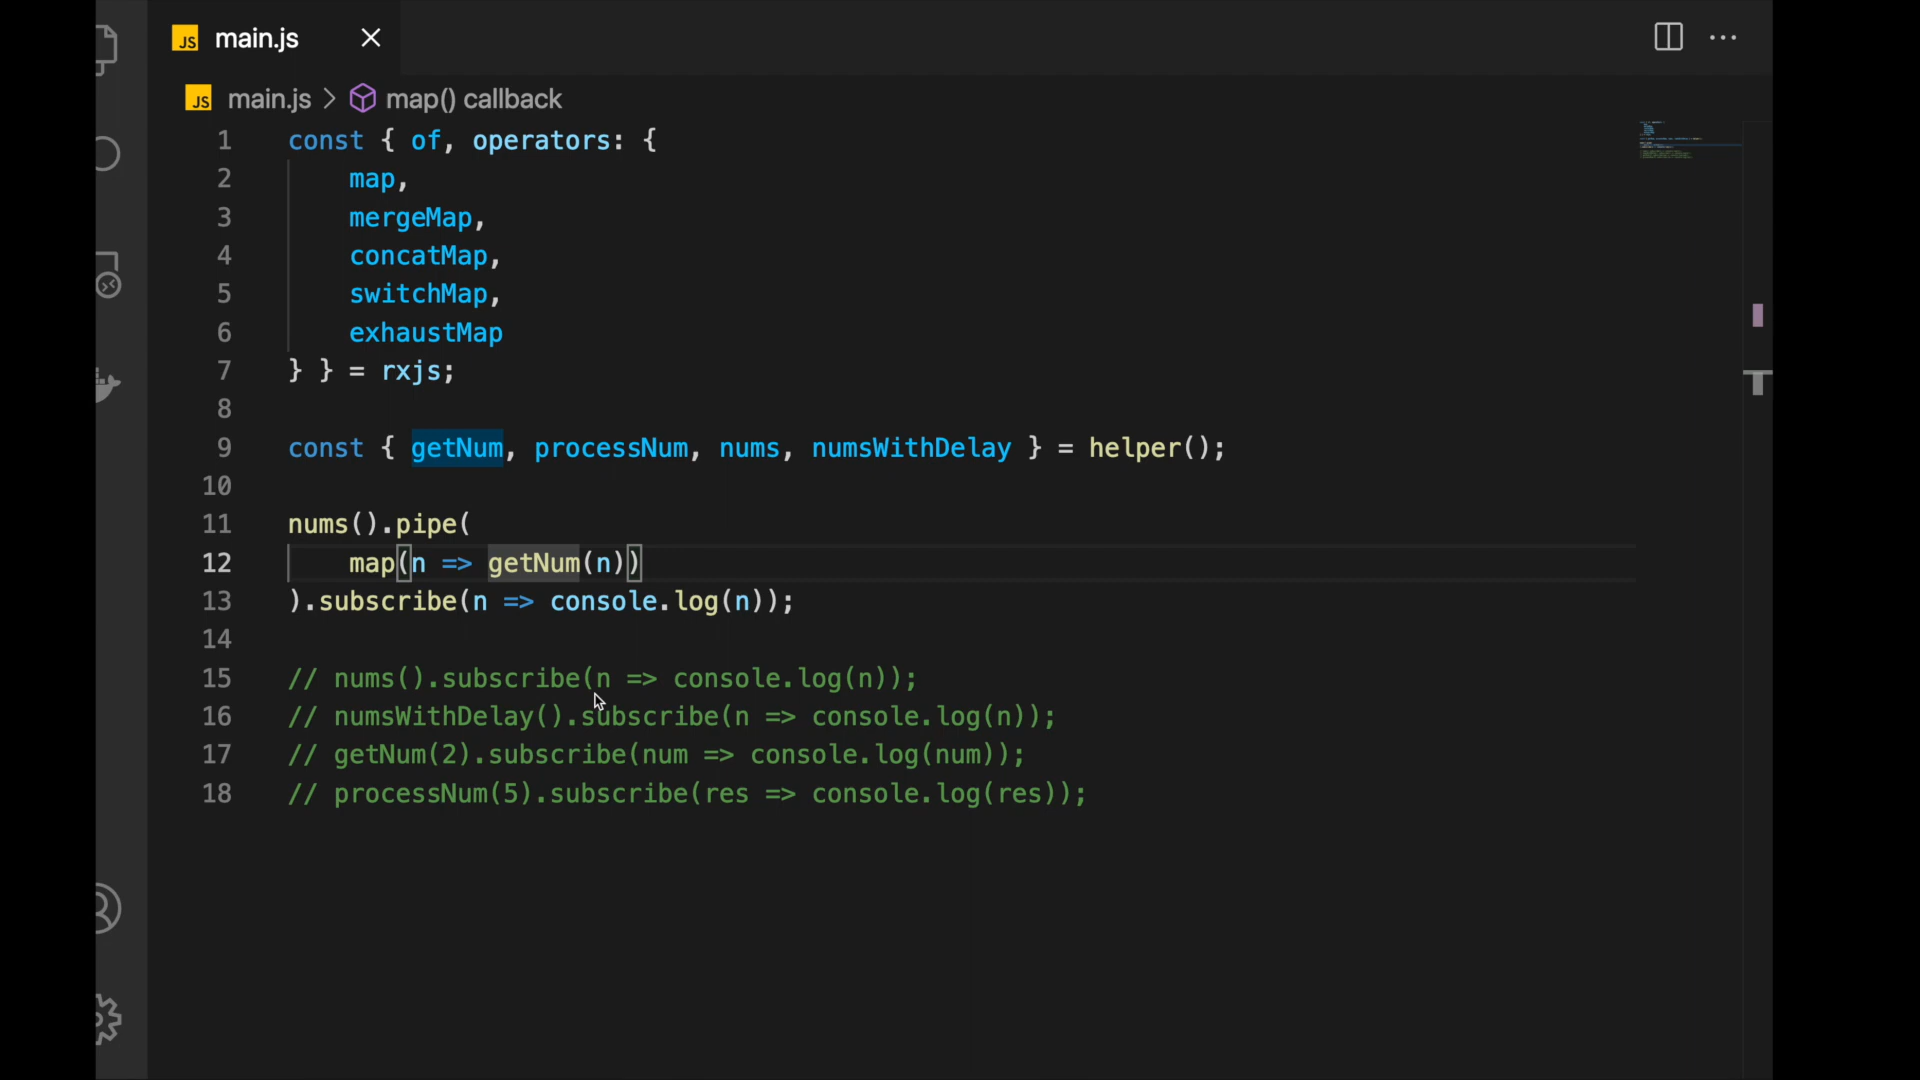 JS main.js
JS main.js > map() callback
1 const { of, operators: {
2     map,
3     mergeMap,
4     concatMap,
5     switchMap,
6     exhaustMap
7 } } = rxjs;
8
9 const { getNum, processNum, nums, numsWithDelay } = helper();
10
11 nums().pipe(
12     map(n => getNum(n))
13 ).subscribe(n => console.log(n));
14
15 // nums().subscribe(n => console.log(n));
16 // numsWithDelay().subscribe(n => console.log(n));
17 // getNum(2).subscribe(num => console.log(num));
18 // processNum(5).subscribe(res => console.log(res));